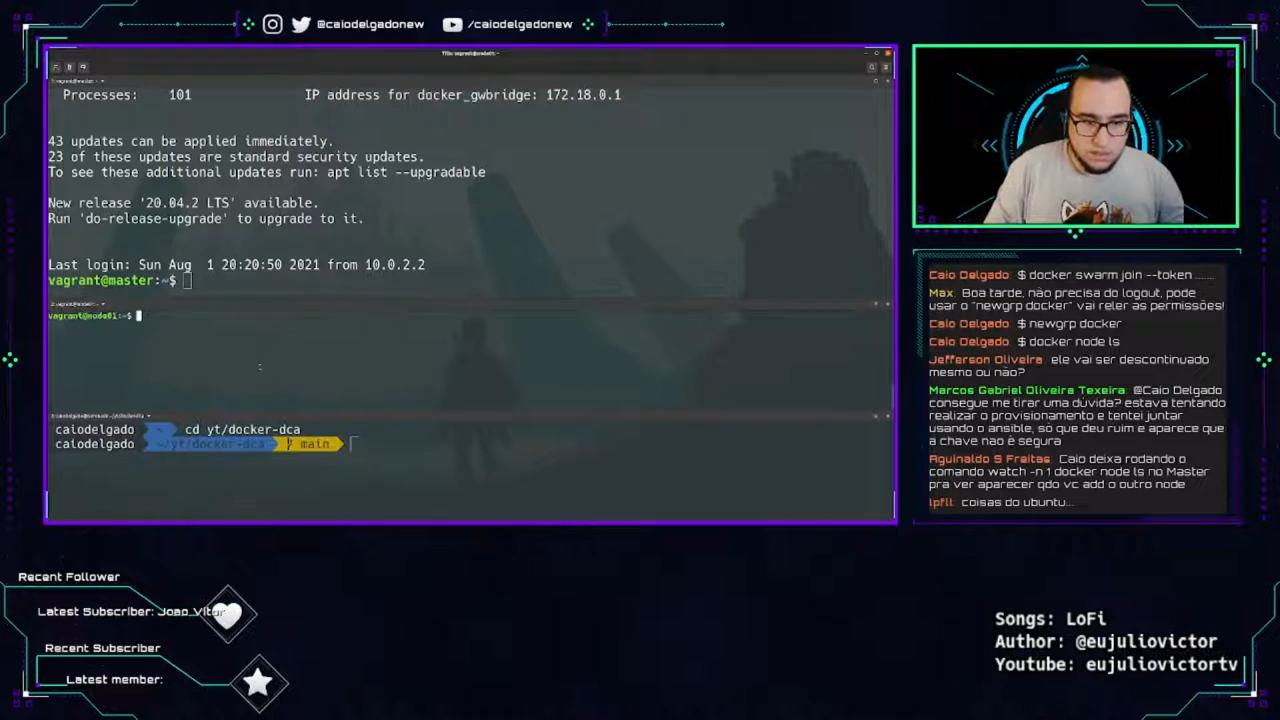 @caiodelgadonew /caiodelgadonew
Processes: 101 IP address for docker_gwbridge: 172.18.0.1
43 updates can be applied immediately.
23 of these updates are standard security updates.
To see these additional updates run: apt list --upgradable
New release '20.04.2 LTS' available.
Run 'do-release-upgrade' to upgrade to it.
Last login: Sun Aug 1 20:20:50 2021 from 10.0.2.2
vagrant@master:~$
vagrant@node01:~$
caiodelgado ~ cd yt/docker-dca
caiodelgado ~/yt/docker-dca main
Caio Delgado: $ docker swarm join --token .......
Max: Boa tarde, não precisa do logout, pode
usar o "newgrp docker" vai reler as permissões!
Caio Delgado: $ newgrp docker
Caio Delgado: $ docker node ls
Jefferson Oliveira: ele vai ser descontinuado
mesmo ou não?
Marcos Gabriel Oliveira Texeira: @Caio Delgado
consegue me tirar uma dúvida? estava tentando
realizar o provisionamento e tentei juntar
usando o ansible, só que deu ruim e aparece que
a chave nao è segura
Aguinaldo S Freitas: Caio deixa rodando o
comando watch -n 1 docker node ls no Master
pra ver aparecer qdo vc add o outro node
lpfll: coisas do ubuntu...
Recent Follower
Latest Subscriber: Joao Vitor
Recent Subscriber
Latest member:
Songs: LoFi
Author: @eujuliovictor
Youtube: eujuliovictortv